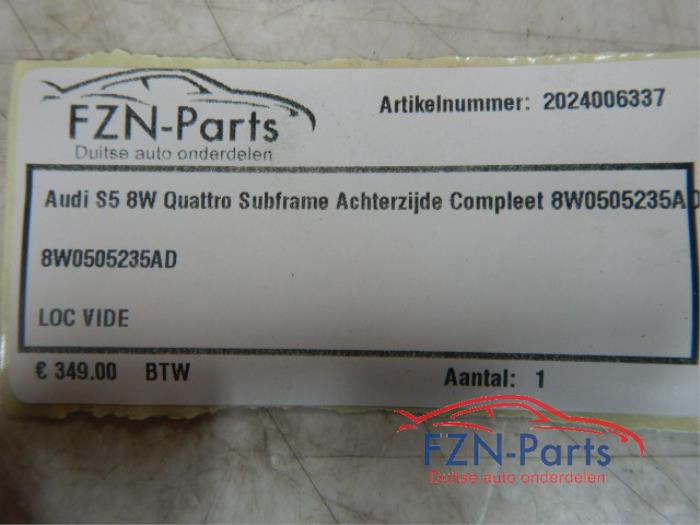 FZN-Parts
Duitse auto onderdelen
Artikelnummer: 2024006337
Audi S5 8W Quattro Subframe Achterzijde Compleet 8W0505235AD
8W0505235AD
LOC VIDE
€ 349.00 BTW Aantal: 1
FZN-Parts
Duitse auto onderdelen